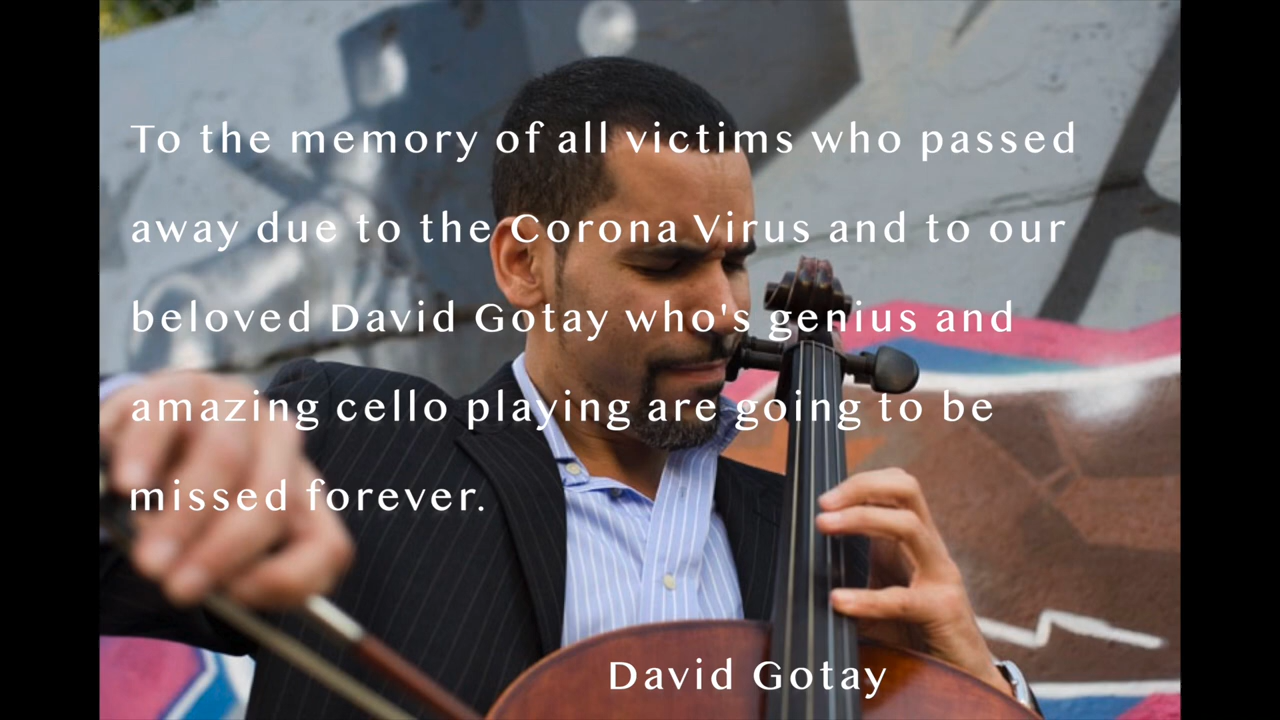 To the memory of all victims who passed
away due to the Corona Virus and to our
beloved David Gotay who's genius and
amazing cello playing are going to be
missed forever.
David Gotay